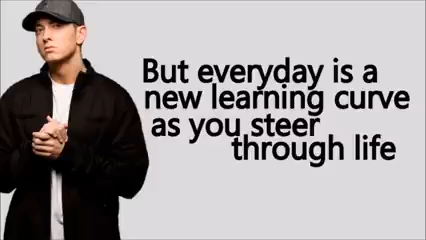 But everyday is a
new learning curve
as you steer
through life